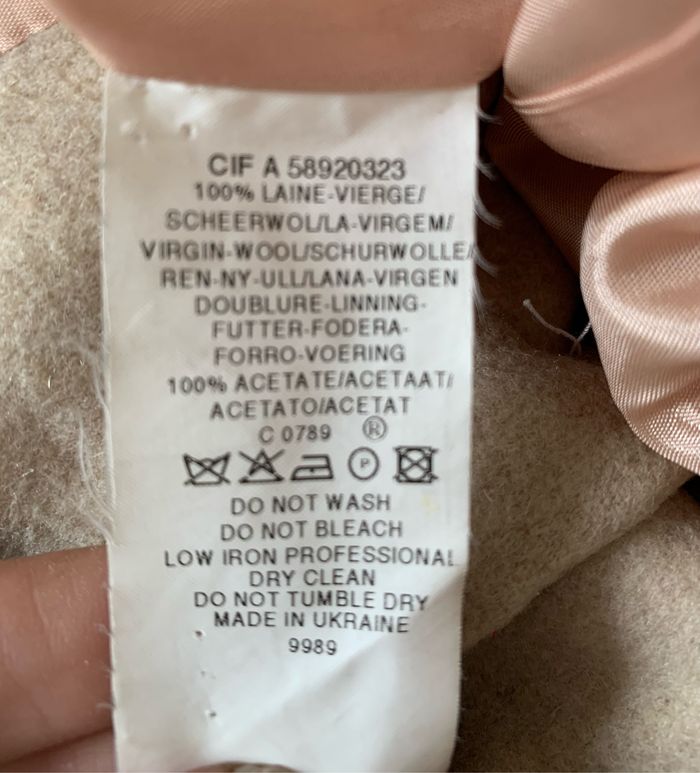 CIF A 58920323
100% LAINE-VIERGE/
SCHEERWOL/LA-VIRGEM/
VIRGIN-WOOL/SCHURWOLLE/
REN-NY-ULL/LANA-VIRGEN
DOUBLURE-LINNING-
FUTTER-FODERA-
FORRO-VOERING
100% ACETATE/ACETAAT/
ACETATO/ACETAT
C 0789 ®
P
DO NOT WASH
DO NOT BLEACH
LOW IRON PROFESSIONAL
DRY CLEAN
DO NOT TUMBLE DRY
MADE IN UKRAINE
9989